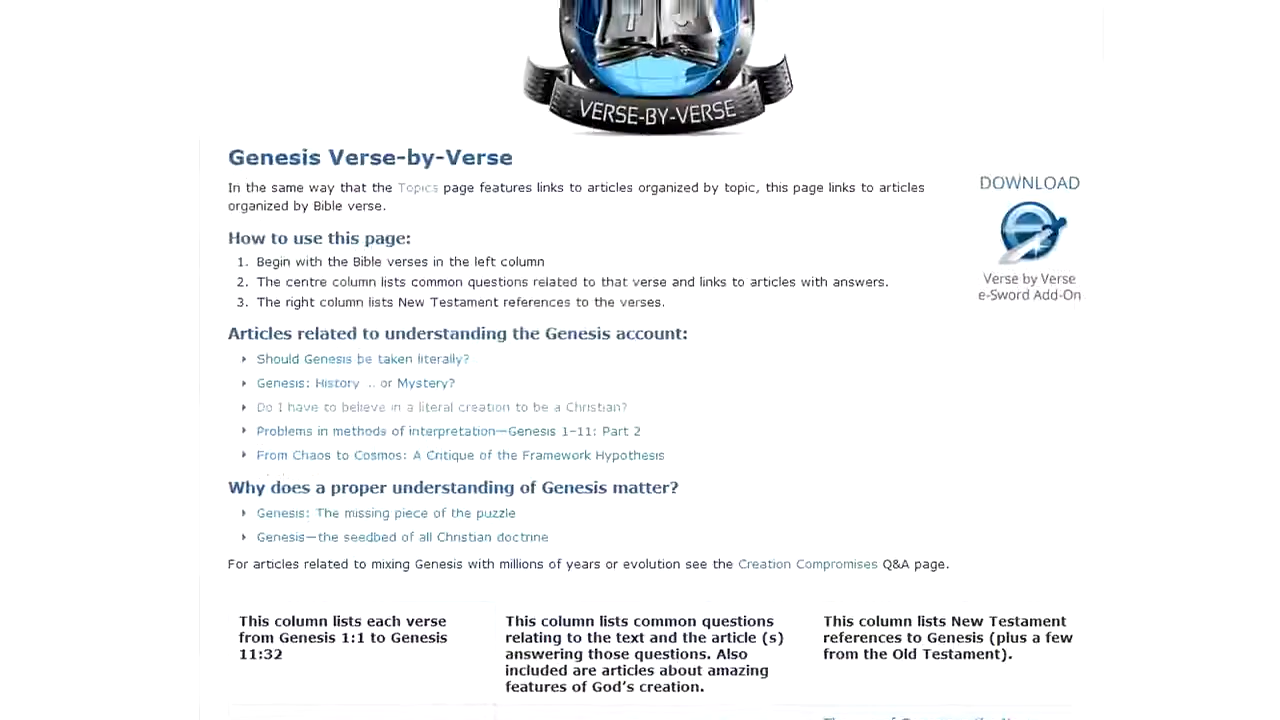 VERSE-BY-VERSE
Genesis Verse-by-Verse
In the same way that the Topics page features links to articles organized by topic, this page links to articles
organized by Bible verse.
DOWNLOAD
Verse by Verse
e-Sword Add-On
How to use this page:
1. Begin with the Bible verses in the left column
2. The centre column lists common questions related to that verse and links to articles with answers.
3. The right column lists New Testament references to the verses.
Articles related to understanding the Genesis account:
Should Genesis be taken literally?
Genesis: History .. or Mystery?
Do I have to believe in a literal creation to be a Christian?
Problems in methods of interpretation—Genesis 1–11: Part 2
From Chaos to Cosmos: A Critique of the Framework Hypothesis
Why does a proper understanding of Genesis matter?
Genesis: The missing piece of the puzzle
Genesis—the seedbed of all Christian doctrine
For articles related to mixing Genesis with millions of years or evolution see the Creation Compromises Q&A page.
This column lists each verse
from Genesis 1:1 to Genesis
11:32
This column lists common questions
relating to the text and the article (s)
answering those questions. Also
included are articles about amazing
features of God's creation.
This column lists New Testament
references to Genesis (plus a few
from the Old Testament).